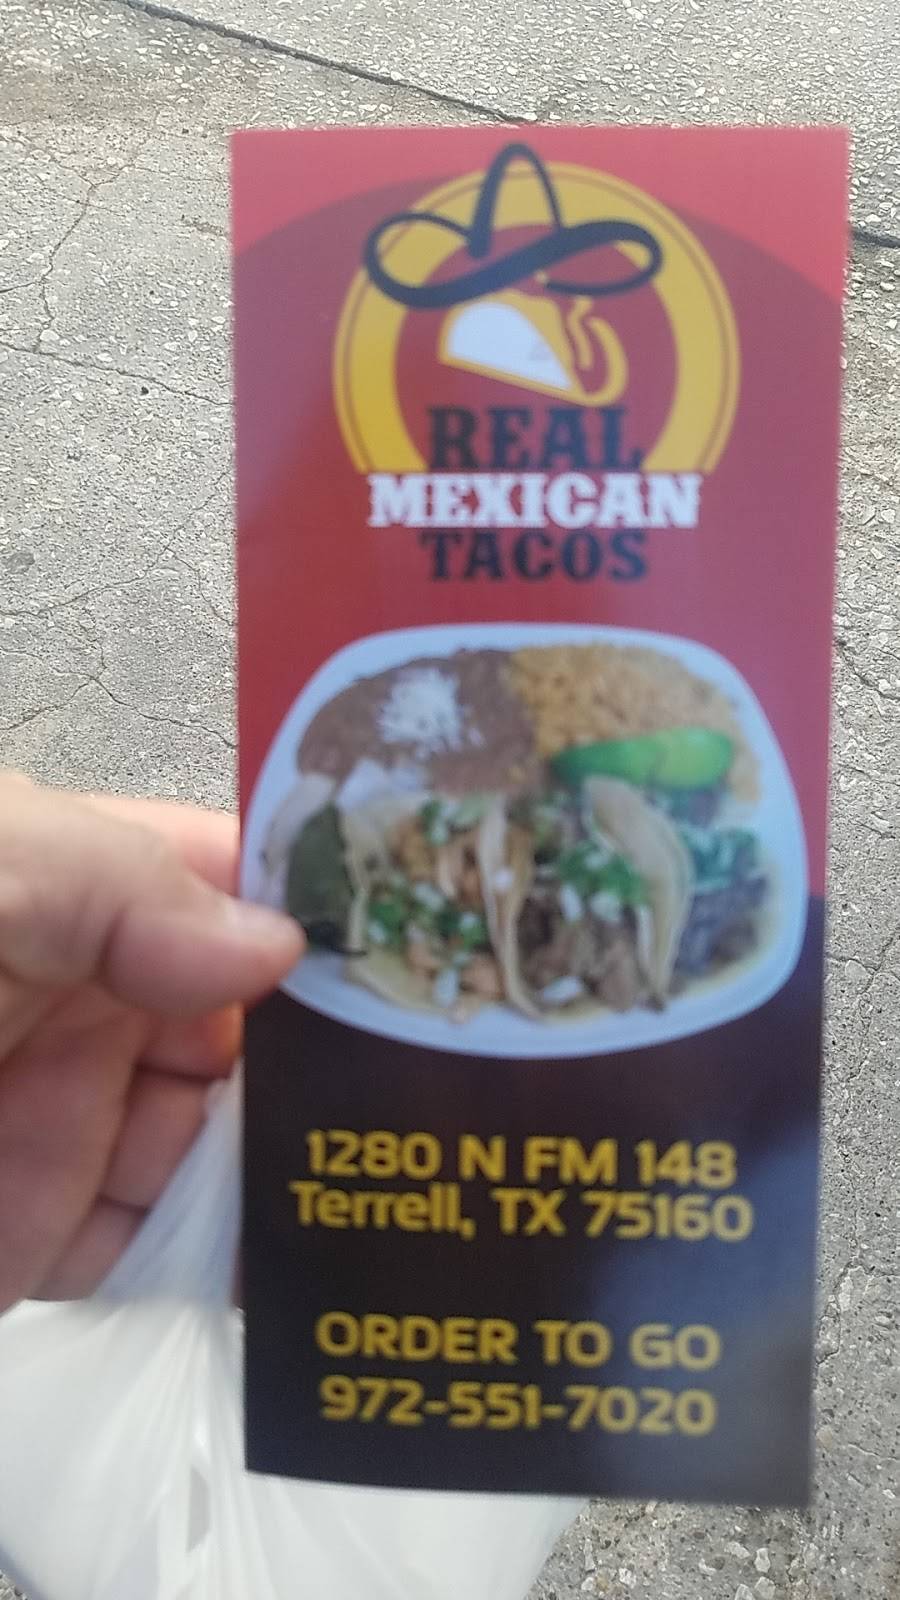 REAL
MEXICAN
TACOS
1280 N FM 148
Terrell, TX 75160
ORDER TO GO
972-551-7020